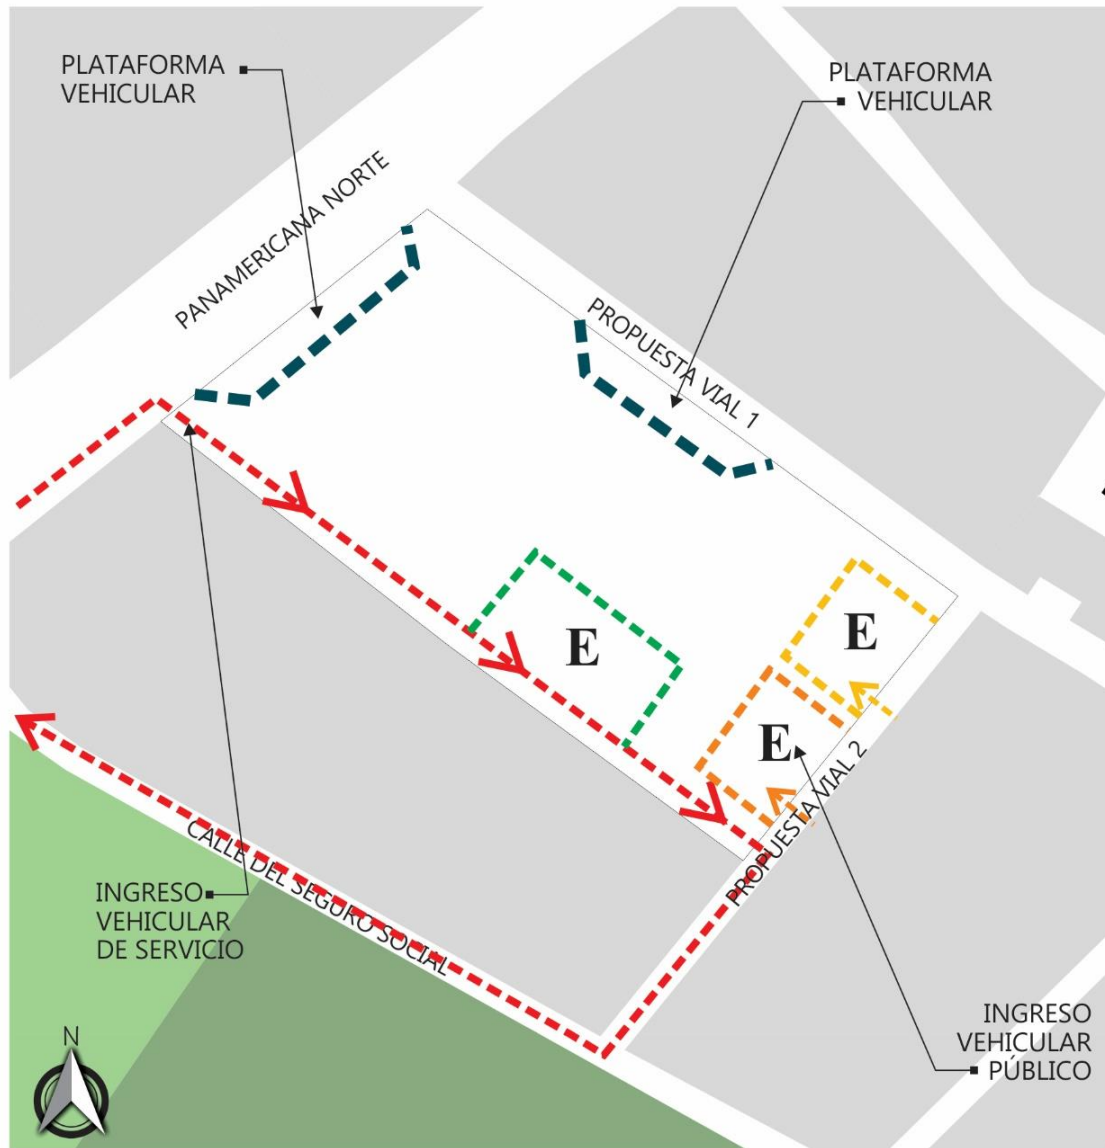 PLATAFORMA
VEHICULAR
PLATAFORMA
VEHICULAR
PANAMERICANA NORTE
PROPUESTA VIAL 1
E
E
E
PROPUESTA VIAL 2
CALLE DEL SEGURO SOCIAL
INGRESO
VEHICULAR
DE SERVICIO
INGRESO
VEHICULAR
PÚBLICO
N